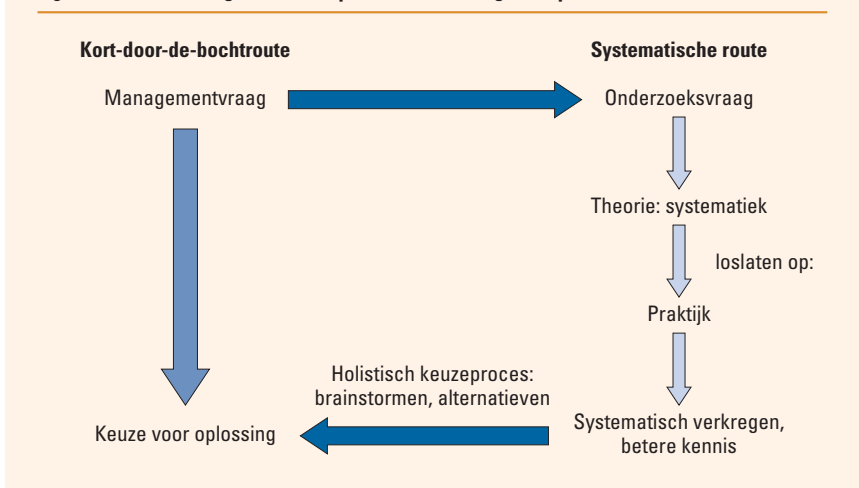 Kort-door-de-bochtroute
Systematische route
Managementvraag
Onderzoeksvraag
Theorie: systematiek
loslaten op:
Praktijk
Holistisch keuzeproces:
brainstormen, alternatieven
Keuze voor oplossing
Systematisch verkregen,
betere kennis